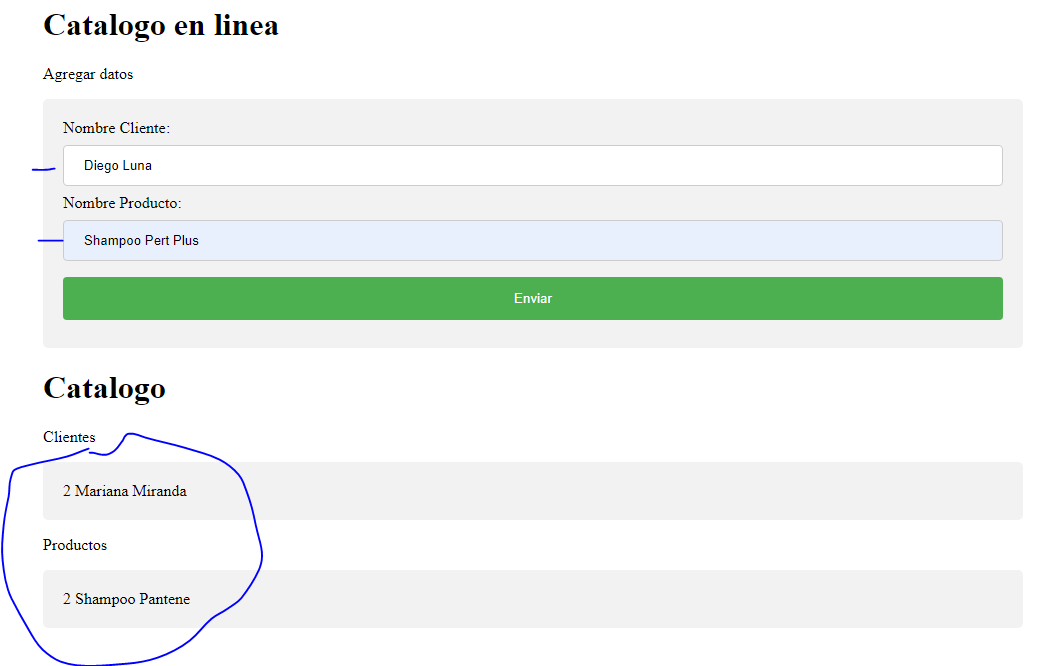 Catalogo en linea
Agregar datos
Nombre Cliente:
Diego Luna
Nombre Producto:
Shampoo Pert Plus
Enviar
Catalogo
Clientes
2 Mariana Miranda
Productos
2 Shampoo Pantene